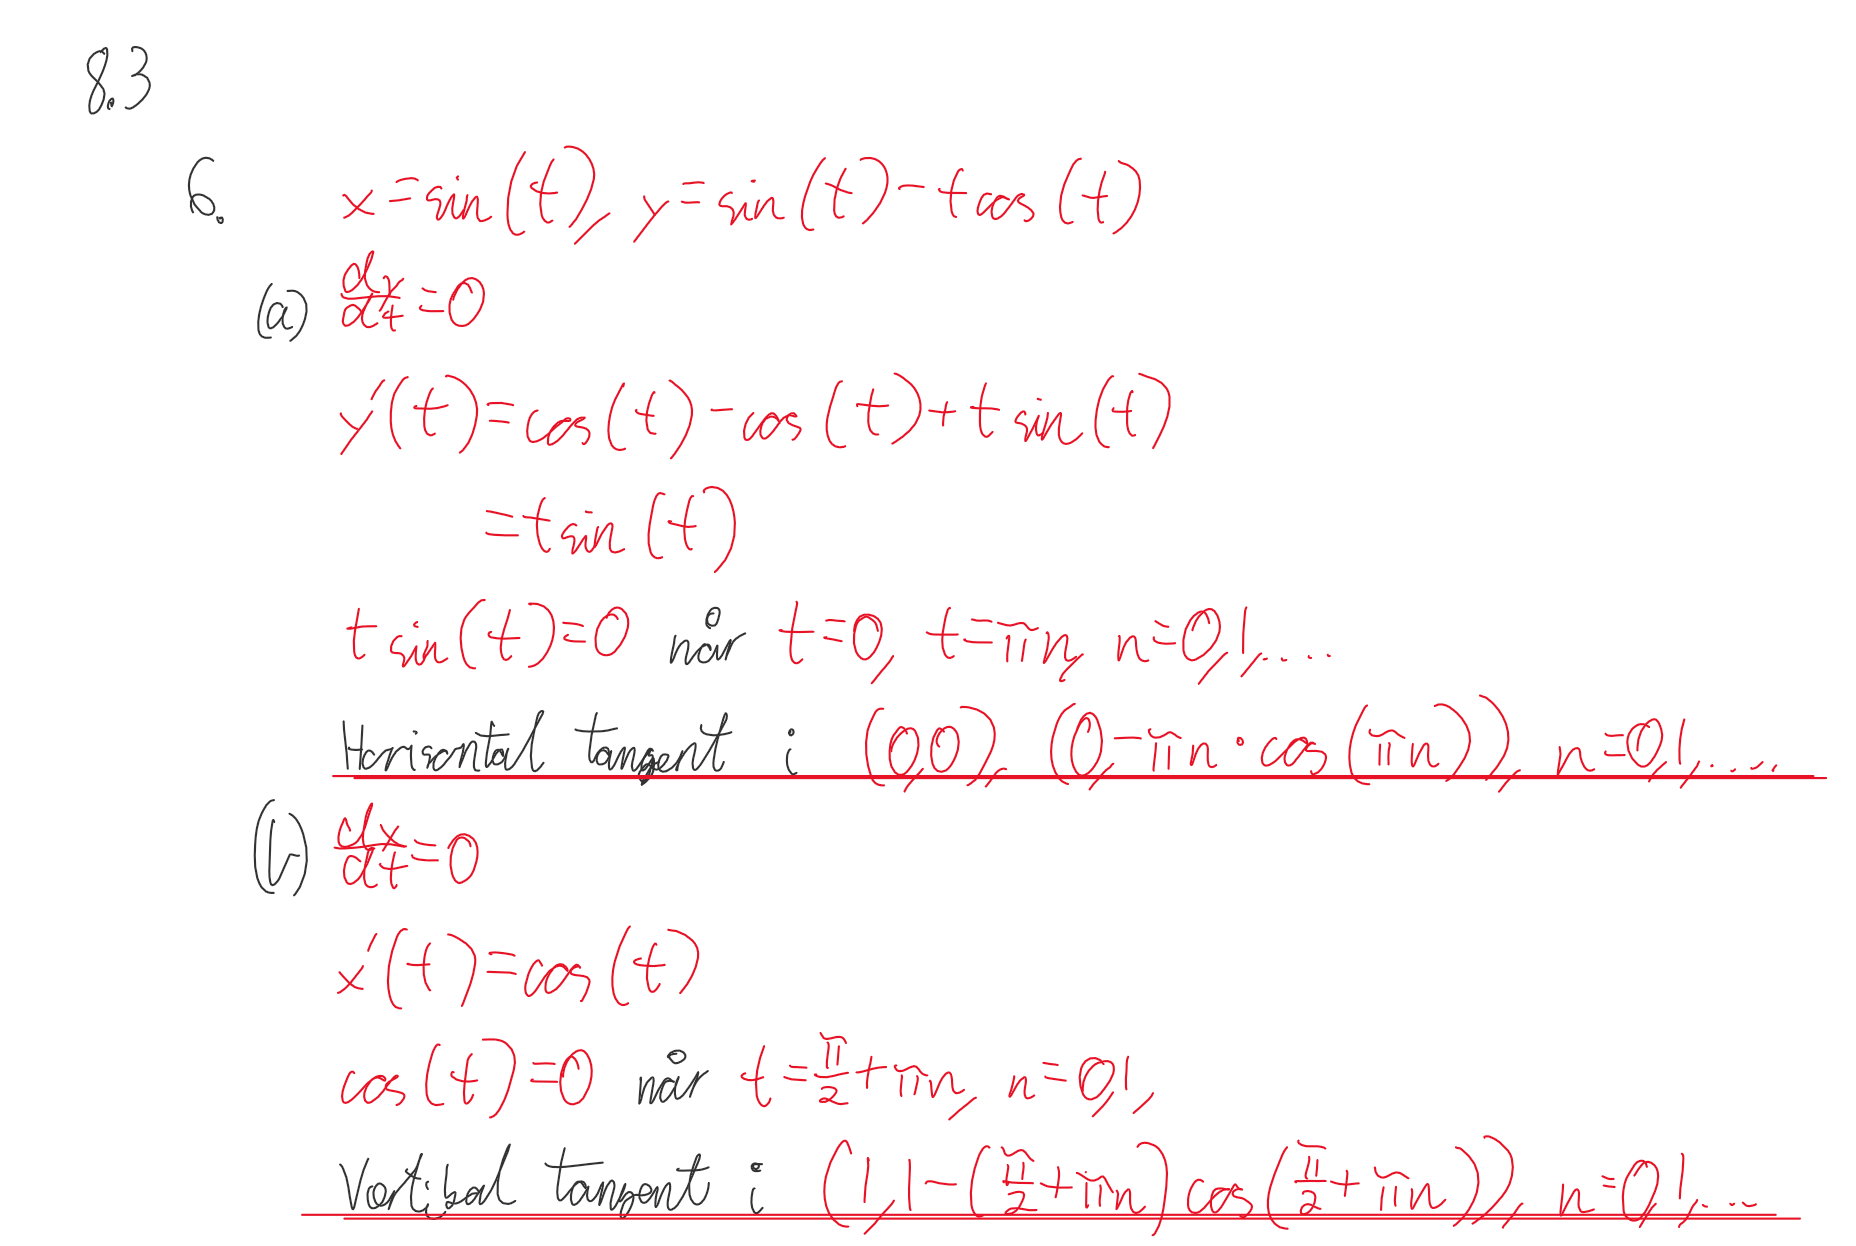 8.3
6. x=sin(t), y=sin(t)-tcos(t)
(a) dy/dt=0
y'(t)=cos(t)-cos(t)+t sin(t)
=t sin(t)
t sin(t)=0 når t=0, t=πn, n=0,1,....
Horisontal tangent i (0,0), (0,-πn·cos(πn)), n=0,1,....
(b) dx/dt=0
x'(t)=cos(t)
cos(t)=0 når t=π/2+πn, n=0,1,
Vertikal tangent i (1,1-(π/2+πn)cos(π/2+πn)), n=0,1,...